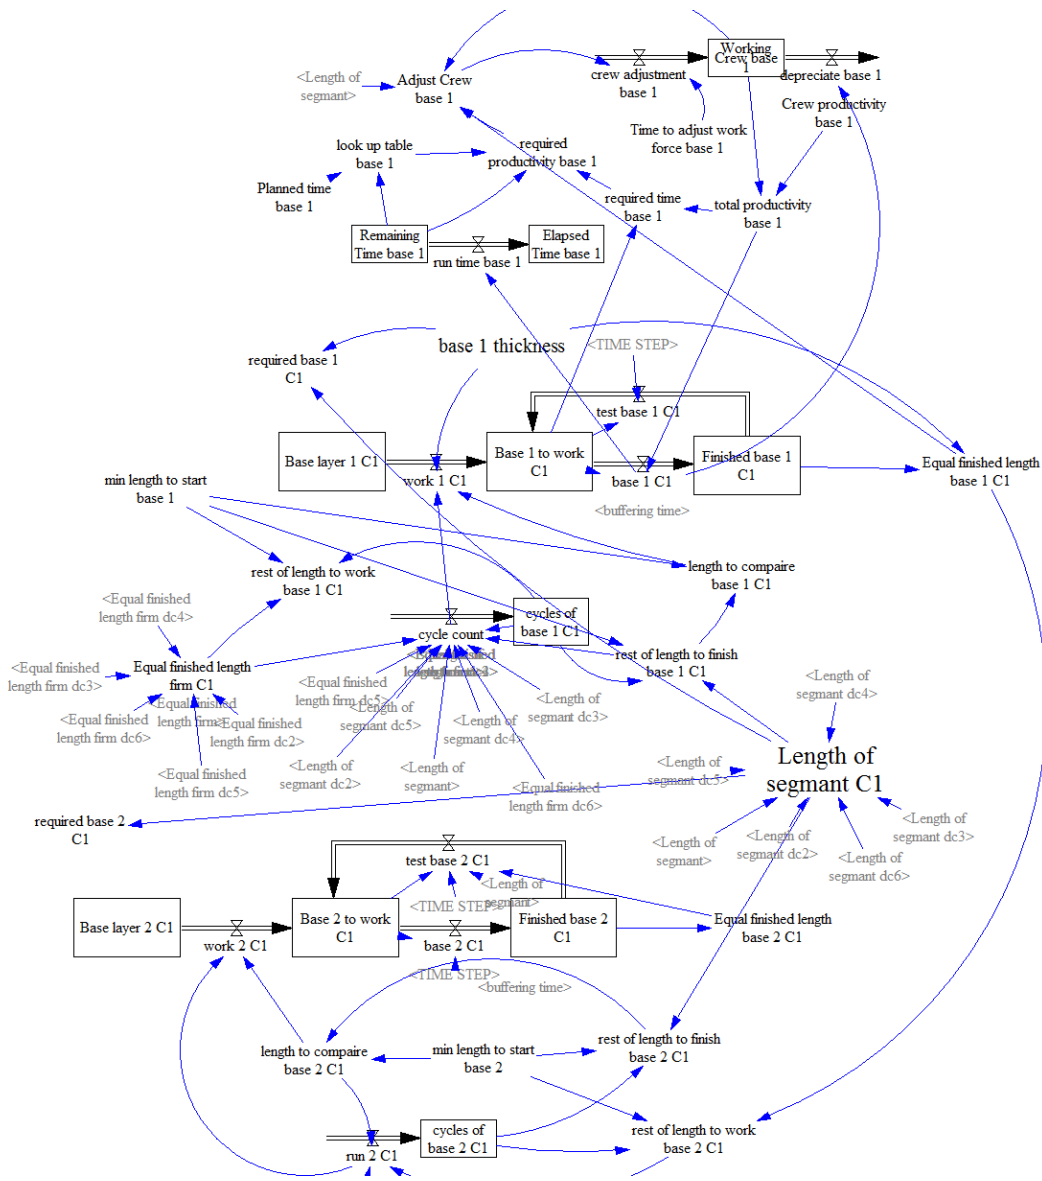 Working
Crew base
1
crew adjustment
base 1
depreciate base 1
<Length of
segmant>
Adjust Crew
base 1
Crew productivity
base 1
Time to adjust work
force base 1
look up table
base 1
required
productivity base 1
Planned time
base 1
required time
base 1
total productivity
base 1
Remaining
Time base 1
run time base 1
Elapsed
Time base 1
base 1 thickness
<TIME STEP>
required base 1
C1
test base 1 C1
Base layer 1 C1
work 1 C1
Base 1 to work
C1
base 1 C1
Finished base 1
C1
Equal finished length
base 1 C1
<buffering time>
min length to start
base 1
rest of length to work
base 1 C1
length to compaire
base 1 C1
<Equal finished
length firm dc4>
cycle count
cycles of
base 1 C1
<Equal finished
length firm dc3>
Equal finished length
firm C1
rest of length to finish
base 1 C1
<Equal finished
length firm dc6>
<Equal finished
length firm>
<Equal finished
length firm dc2>
<Equal finished
length firm dc5>
<Equal finished
length firm dc5>
<Length of
segmant dc5>
<Length of
segmant dc4>
<Length of
segmant dc3>
<Length of
segmant dc2>
<Length of
segmant>
<Equal finished
length firm dc6>
<Length of
segmant dc4>
<Length of
segmant dc5>
Length of
segmant C1
<Length of
segmant>
<Length of
segmant dc2>
<Length of
segmant dc6>
<Length of
segmant dc3>
required base 2
C1
test base 2 C1
<Length of
segmant>
<TIME STEP>
Base layer 2 C1
work 2 C1
Base 2 to work
C1
base 2 C1
Finished base 2
C1
Equal finished length
base 2 C1
<TIME STEP>
<buffering time>
length to compaire
base 2 C1
min length to start
base 2
rest of length to finish
base 2 C1
run 2 C1
cycles of
base 2 C1
rest of length to work
base 2 C1